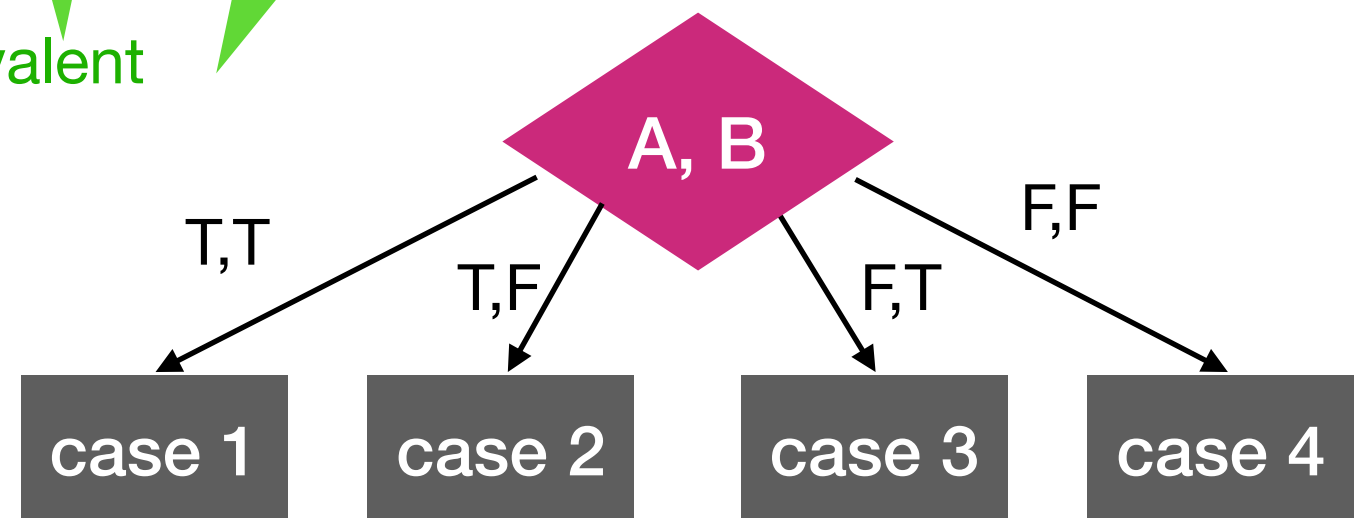 valent
A, B
T,T
T,F
F,T
F,F
case 1
case 2
case 3
case 4